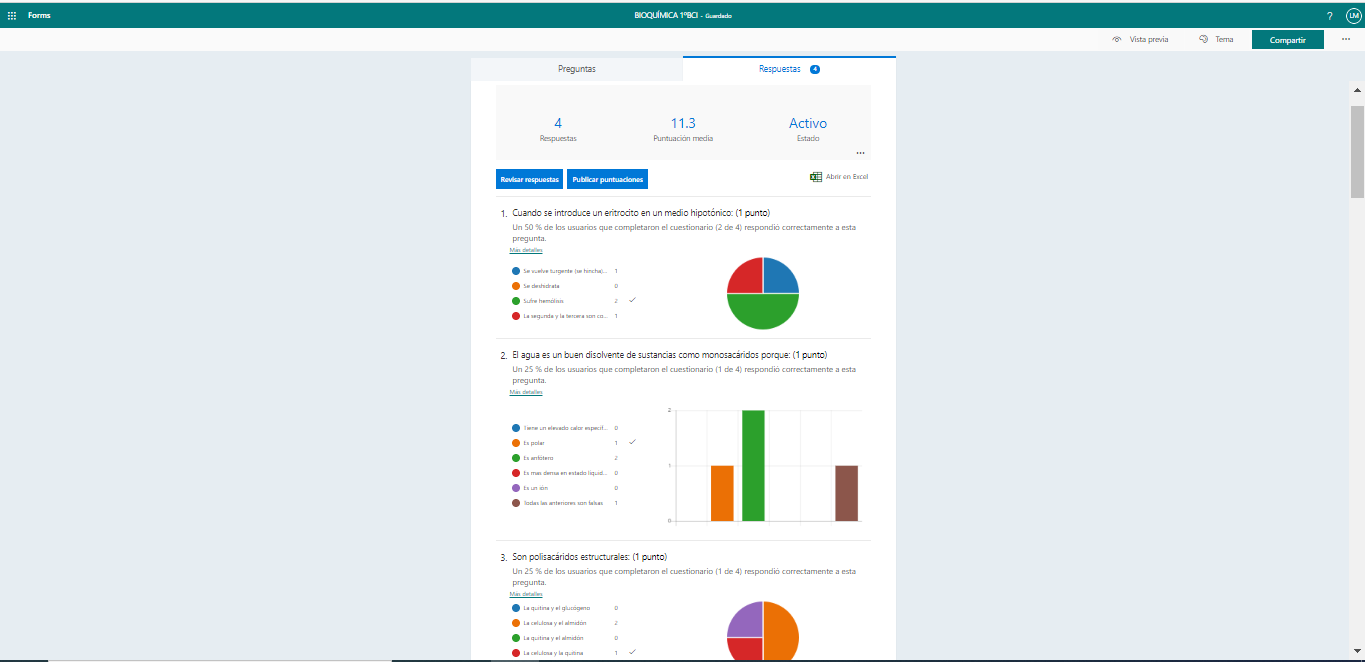 Forms
BIOQUÍMICA 1ºBCI - Guardado
?
LM
Vista previa
Tema
Compartir
Preguntas
Respuestas 4
4
Respuestas
11.3
Puntuación media
Activo
Estado
Revisar respuestas
Publicar puntuaciones
Abrir en Excel
1. Cuando se introduce un eritrocito en un medio hipotónico: (1 punto)
Un 50 % de los usuarios que completaron el cuestionario (2 de 4) respondió correctamente a esta
pregunta.
Más detalles
Se vuelve turgente (se hincha)... 1
Se deshidrata 0
Sufre hemólisis 2
La segunda y la tercera son co... 1
2. El agua es un buen disolvente de sustancias como monosacáridos porque: (1 punto)
Un 25 % de los usuarios que completaron el cuestionario (1 de 4) respondió correctamente a esta
pregunta.
Más detalles
Tiene un elevado calor específ... 0
Es polar 1
Es anfótero 2
Es mas densa en estado líquid... 0
Es un ión 0
Todas las anteriores son falsas 1
2
1
0
3. Son polisacáridos estructurales: (1 punto)
Un 25 % de los usuarios que completaron el cuestionario (1 de 4) respondió correctamente a esta
pregunta.
Más detalles
La quitina y el glucógeno 0
La celulosa y el almidón 2
La quitina y el almidón 0
La celulosa y la quitina 1